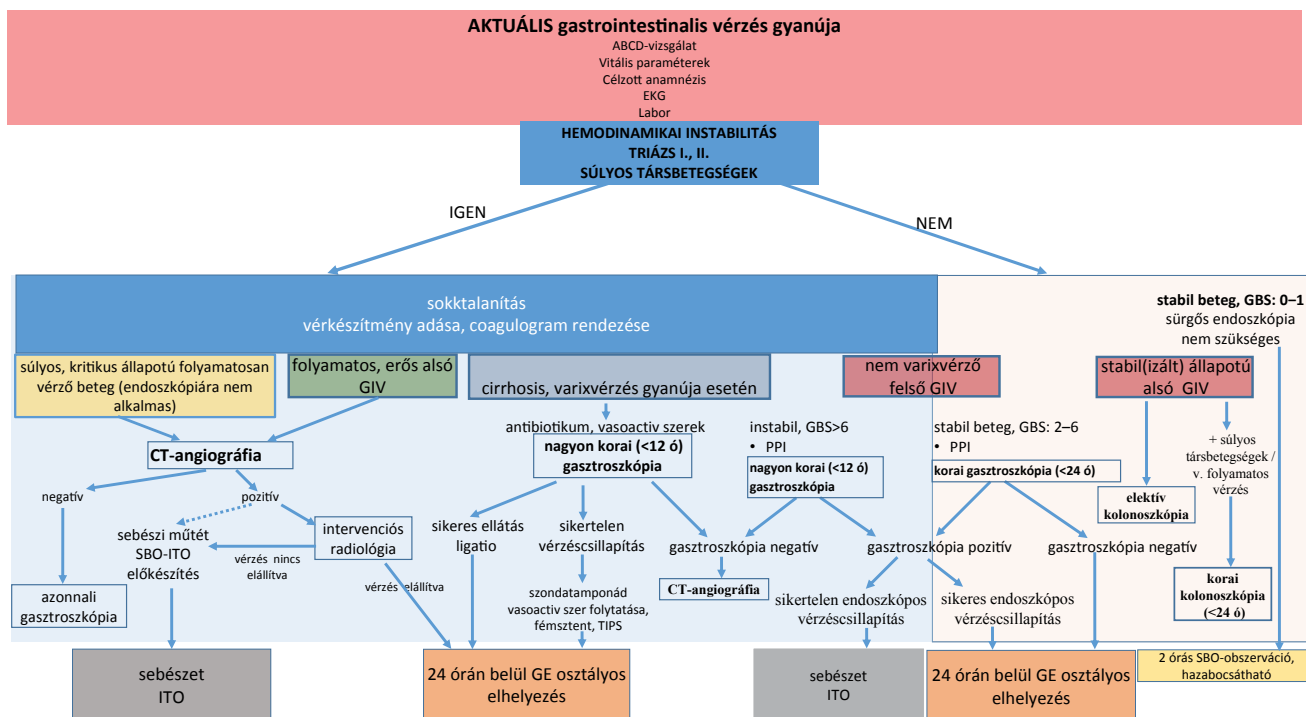 AKTUÁLIS gastrointestinalis vérzés gyanúja
ABCD-vizsgálat
Vitális paraméterek
Célzott anamnézis
EKG
Labor
HEMODINAMIKAI INSTABILITÁS
TRIÁZS I., II.
SÚLYOS TÁRSBETEGSÉGEK
IGEN
NEM
sokktalanítás
vérkészítmény adása, coagulogram rendezése
stabil beteg, GBS: 0–1
sürgős endoszkópia
nem szükséges
súlyos, kritikus állapotú folyamatosan
vérző beteg (endoszkópiára nem
alkalmas)
folyamatos, erős alsó
GIV
cirrhosis, varixvérzés gyanúja esetén
nem varixvérző
felső GIV
stabil(izált) állapotú
alsó GIV
CT-angiográfia
negatív
pozitív
azonnali
gasztroszkópia
sebészi műtét
SBO-ITO
előkészítés
intervenciós
radiológia
vérzés nincs
elállítva
vérzés elállítva
antibiotikum, vasoactiv szerek
nagyon korai (<12 ó)
gasztroszkópia
sikeres ellátás
ligatio
sikertelen
vérzéscsillapítás
szondatamponád
vasoactiv szer folytatása,
fémsztent, TIPS
instabil, GBS>6
• PPI
nagyon korai (<12 ó)
gasztroszkópia
gasztroszkópia negatív
CT-angiográfia
stabil beteg, GBS: 2–6
• PPI
korai gasztroszkópia (<24 ó)
gasztroszkópia pozitív
gasztroszkópia negatív
sikertelen endoszkópos
vérzéscsillapítás
sikeres endoszkópos
vérzéscsillapítás
elektív
kolonoszkópia
+ súlyos
társbetegségek /
v. folyamatos
vérzés
korai
kolonoszkópia
(<24 ó)
sebészet
ITO
24 órán belül GE osztályos
elhelyezés
sebészet
ITO
24 órán belül GE osztályos
elhelyezés
2 órás SBO-obszerváció,
hazabocsátható